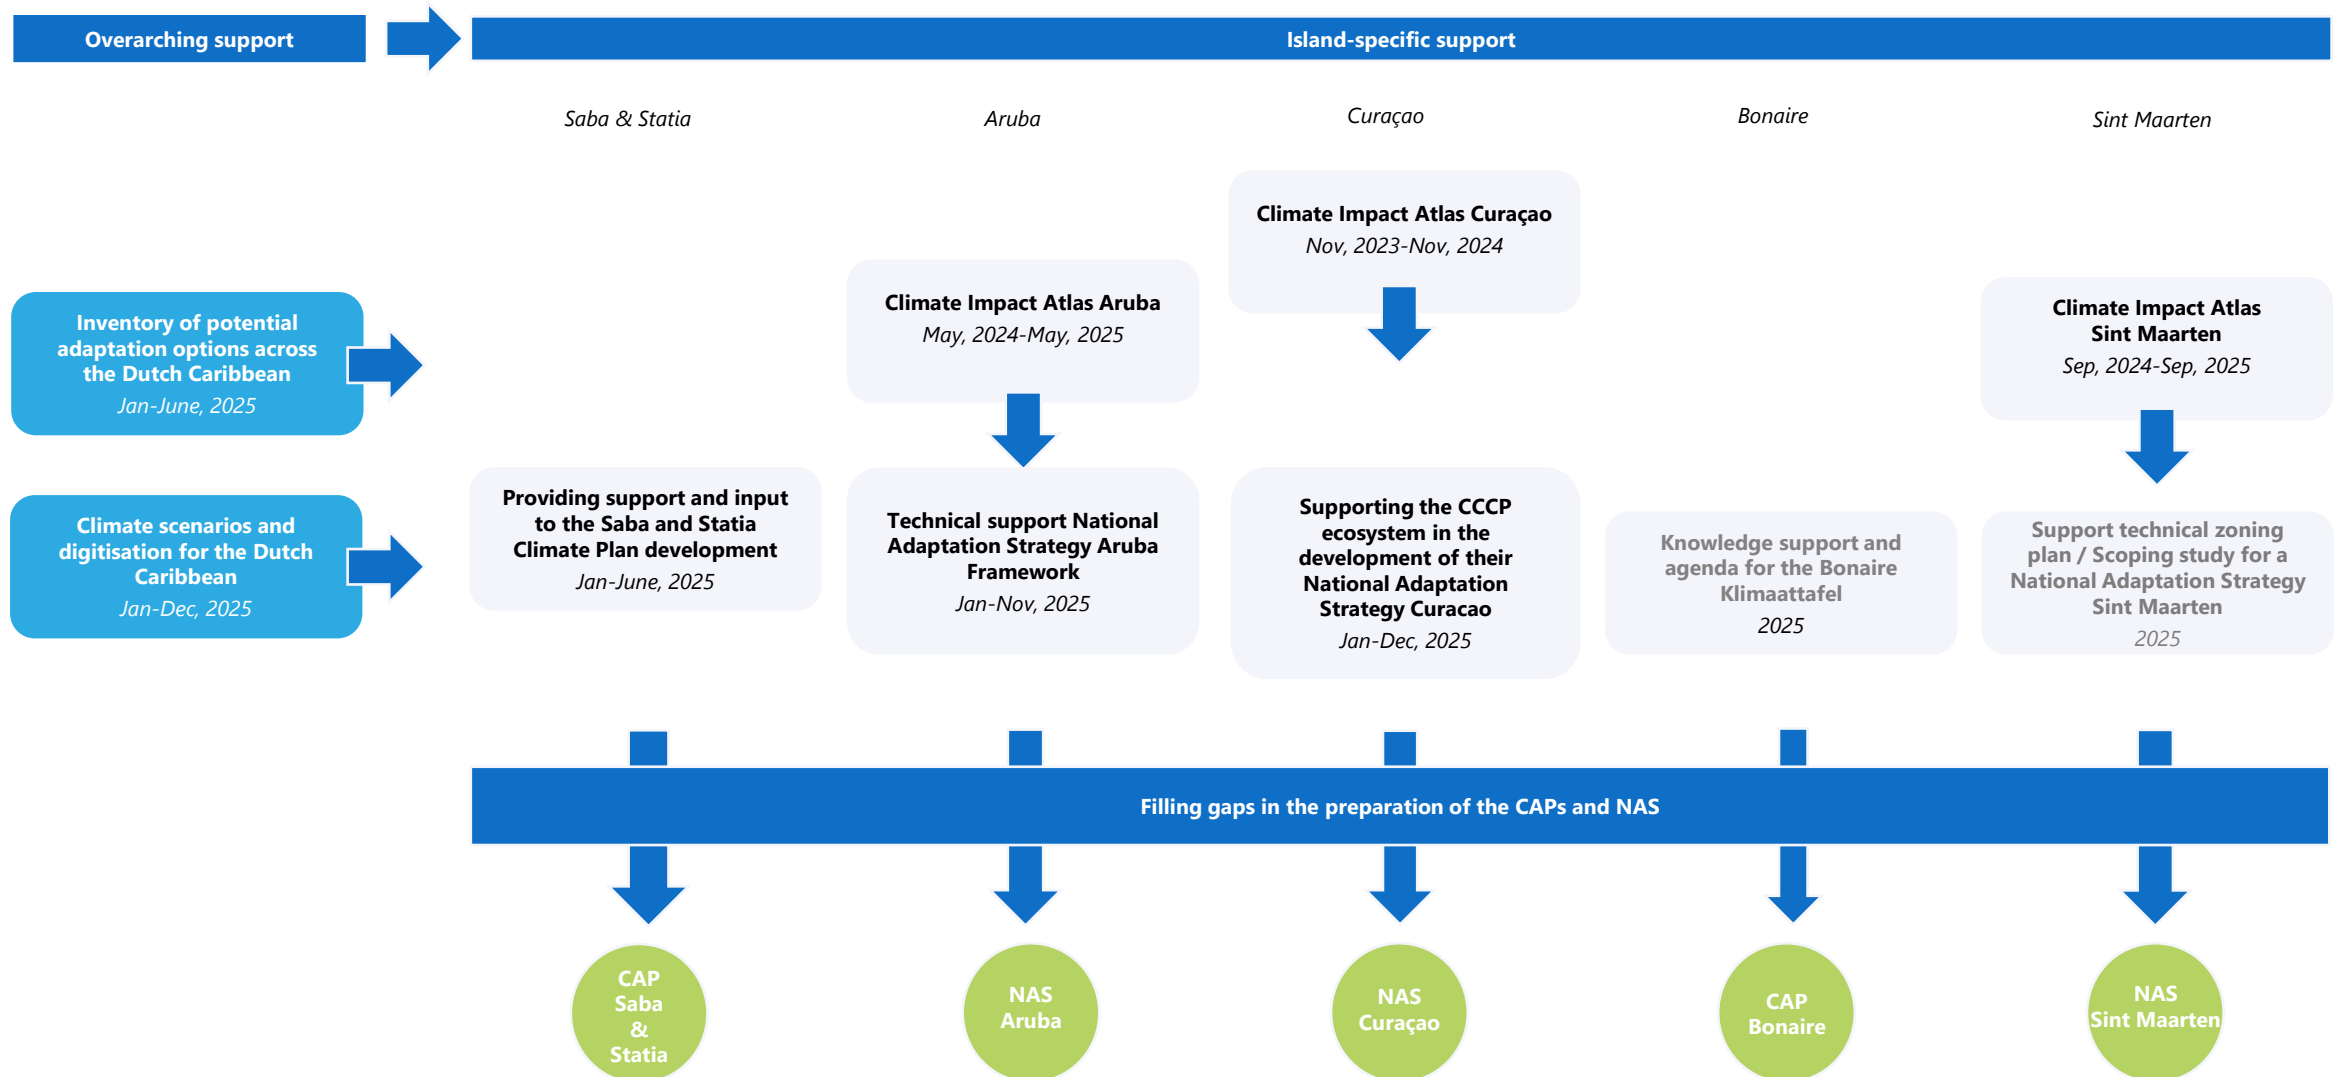 Overarching support
Island-specific support
Saba & Statia
Aruba
Curaçao
Bonaire
Sint Maarten
Inventory of potential
adaptation options across
the Dutch Caribbean
Jan-June, 2025
Climate scenarios and
digitisation for the Dutch
Caribbean
Jan-Dec, 2025
Providing support and input
to the Saba and Statia
Climate Plan development
Jan-June, 2025
Climate Impact Atlas Aruba
May, 2024-May, 2025
Technical support National
Adaptation Strategy Aruba
Framework
Jan-Nov, 2025
Climate Impact Atlas Curaçao
Nov, 2023-Nov, 2024
Supporting the CCCP
ecosystem in the
development of their
National Adaptation
Strategy Curacao
Jan-Dec, 2025
Knowledge support and
agenda for the Bonaire
Klimaattafel
2025
Climate Impact Atlas
Sint Maarten
Sep, 2024-Sep, 2025
Support technical zoning
plan / Scoping study for a
National Adaptation Strategy
Sint Maarten
2025
Filling gaps in the preparation of the CAPs and NAS
CAP
Saba
&
Statia
NAS
Aruba
NAS
Curaçao
CAP
Bonaire
NAS
Sint Maarten